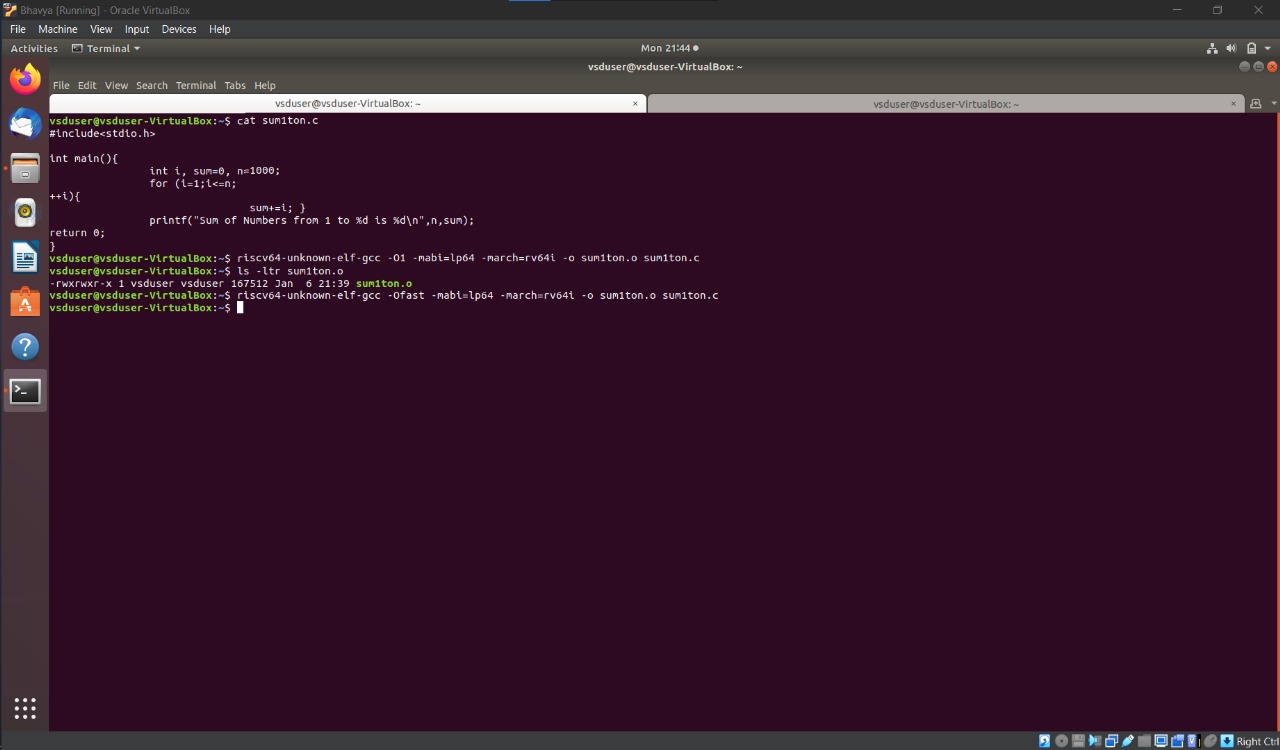 Bhavya [Running] - Oracle VirtualBox
File Machine View Input Devices Help
Activities Terminal Mon 21:44
vsduser@vsduser-VirtualBox: ~
File Edit View Search Terminal Tabs Help
vsduser@vsduser-VirtualBox: ~ × vsduser@vsduser-VirtualBox: ~ ×
vsduser@vsduser-VirtualBox:~$ cat sum1ton.c
#include<stdio.h>
int main(){
int i, sum=0, n=1000;
for (i=1;i<=n;
++i){
sum+=i; }
printf("Sum of Numbers from 1 to %d is %d\n",n,sum);
return 0;
}
vsduser@vsduser-VirtualBox:~$ riscv64-unknown-elf-gcc -O1 -mabi=lp64 -march=rv64i -o sum1ton.o sum1ton.c
vsduser@vsduser-VirtualBox:~$ ls -ltr sum1ton.o
-rwxrwxr-x 1 vsduser vsduser 167512 Jan  6 21:39 sum1ton.o
vsduser@vsduser-VirtualBox:~$ riscv64-unknown-elf-gcc -Ofast -mabi=lp64 -march=rv64i -o sum1ton.o sum1ton.c
vsduser@vsduser-VirtualBox:~$
Right Ctrl